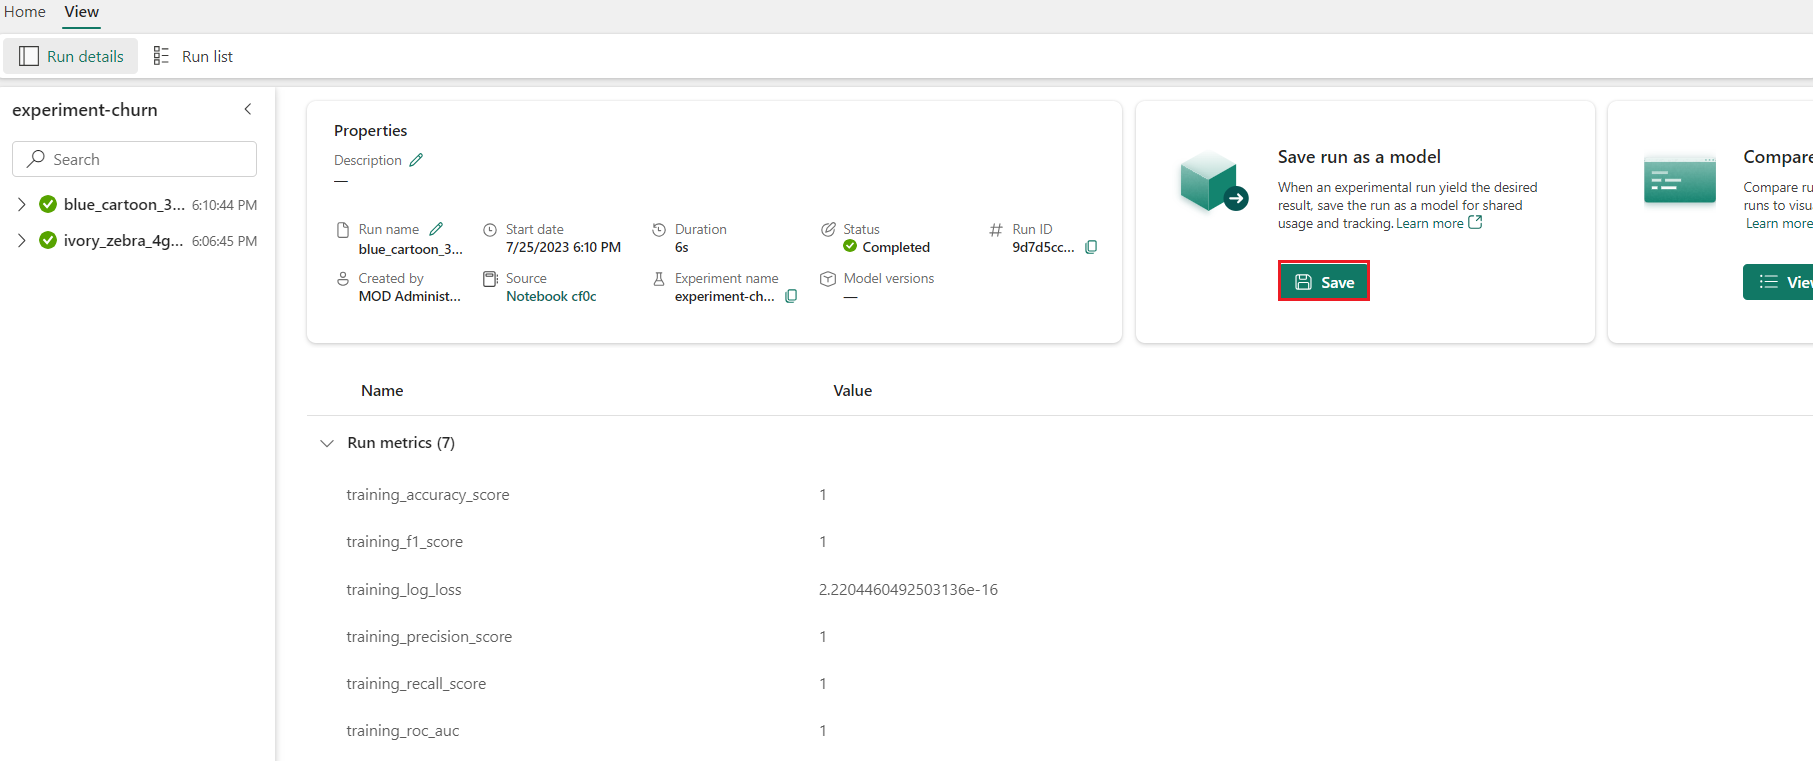 Home View
Run details Run list
experiment-churn
Search
blue_cartoon_3... 6:10:44 PM
ivory_zebra_4g... 6:06:45 PM
Properties
Description
—
Run name
blue_cartoon_3...
Start date
7/25/2023 6:10 PM
Duration
6s
Status
Completed
Run ID
9d7d5cc...
Created by
MOD Administ...
Source
Notebook cf0c
Experiment name
experiment-ch...
Model versions
—
Save run as a model
When an experimental run yield the desired
result, save the run as a model for shared
usage and tracking. Learn more
Save
Compare
Compare ru
runs to visua
Learn more
View
Name Value
Run metrics (7)
training_accuracy_score 1
training_f1_score 1
training_log_loss 2.2204460492503136e-16
training_precision_score 1
training_recall_score 1
training_roc_auc 1